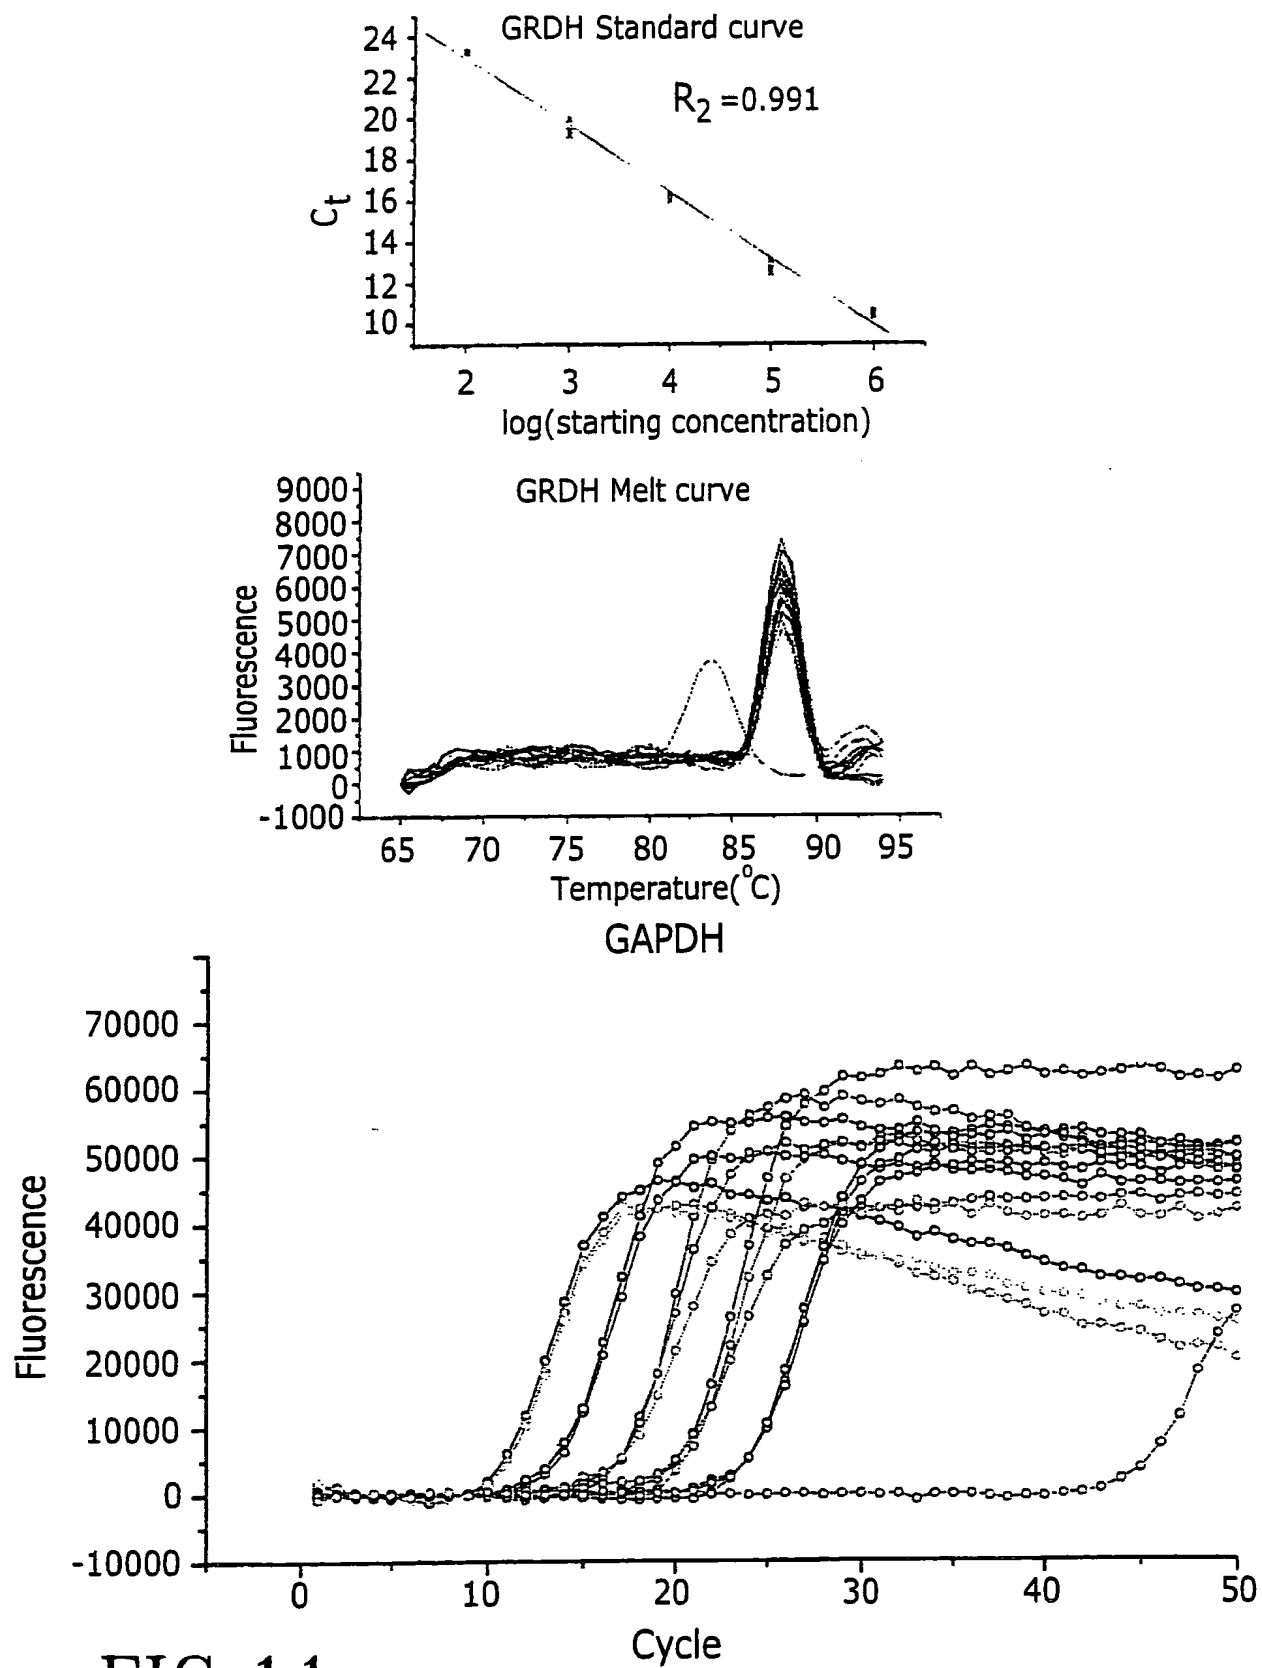 GRDH Standard curve
R2 =0.991
24
22
20
18
16
14
12
10
Ct
2 3 4 5 6
log(starting concentration)
GRDH Melt curve
9000
8000
7000
6000
5000
4000
3000
2000
1000
0
-1000
Fluorescence
65 70 75 80 85 90 95
Temperature(°C)
GAPDH
70000
60000
50000
40000
30000
20000
10000
0
-10000
Fluorescence
0 10 20 30 40 50
Cycle
FIG. 11